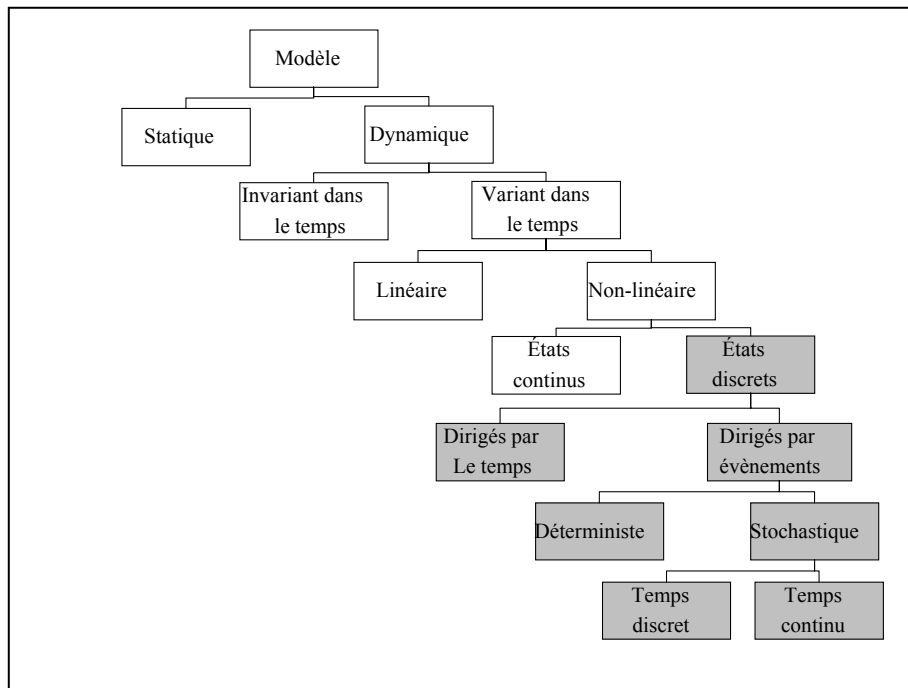 Modèle
Statique
Dynamique
Invariant dans
le temps
Variant dans
le temps
Linéaire
Non-linéaire
États
continus
États
discrets
Dirigés par
Le temps
Dirigés par
évènements
Déterministe
Stochastique
Temps
discret
Temps
continu